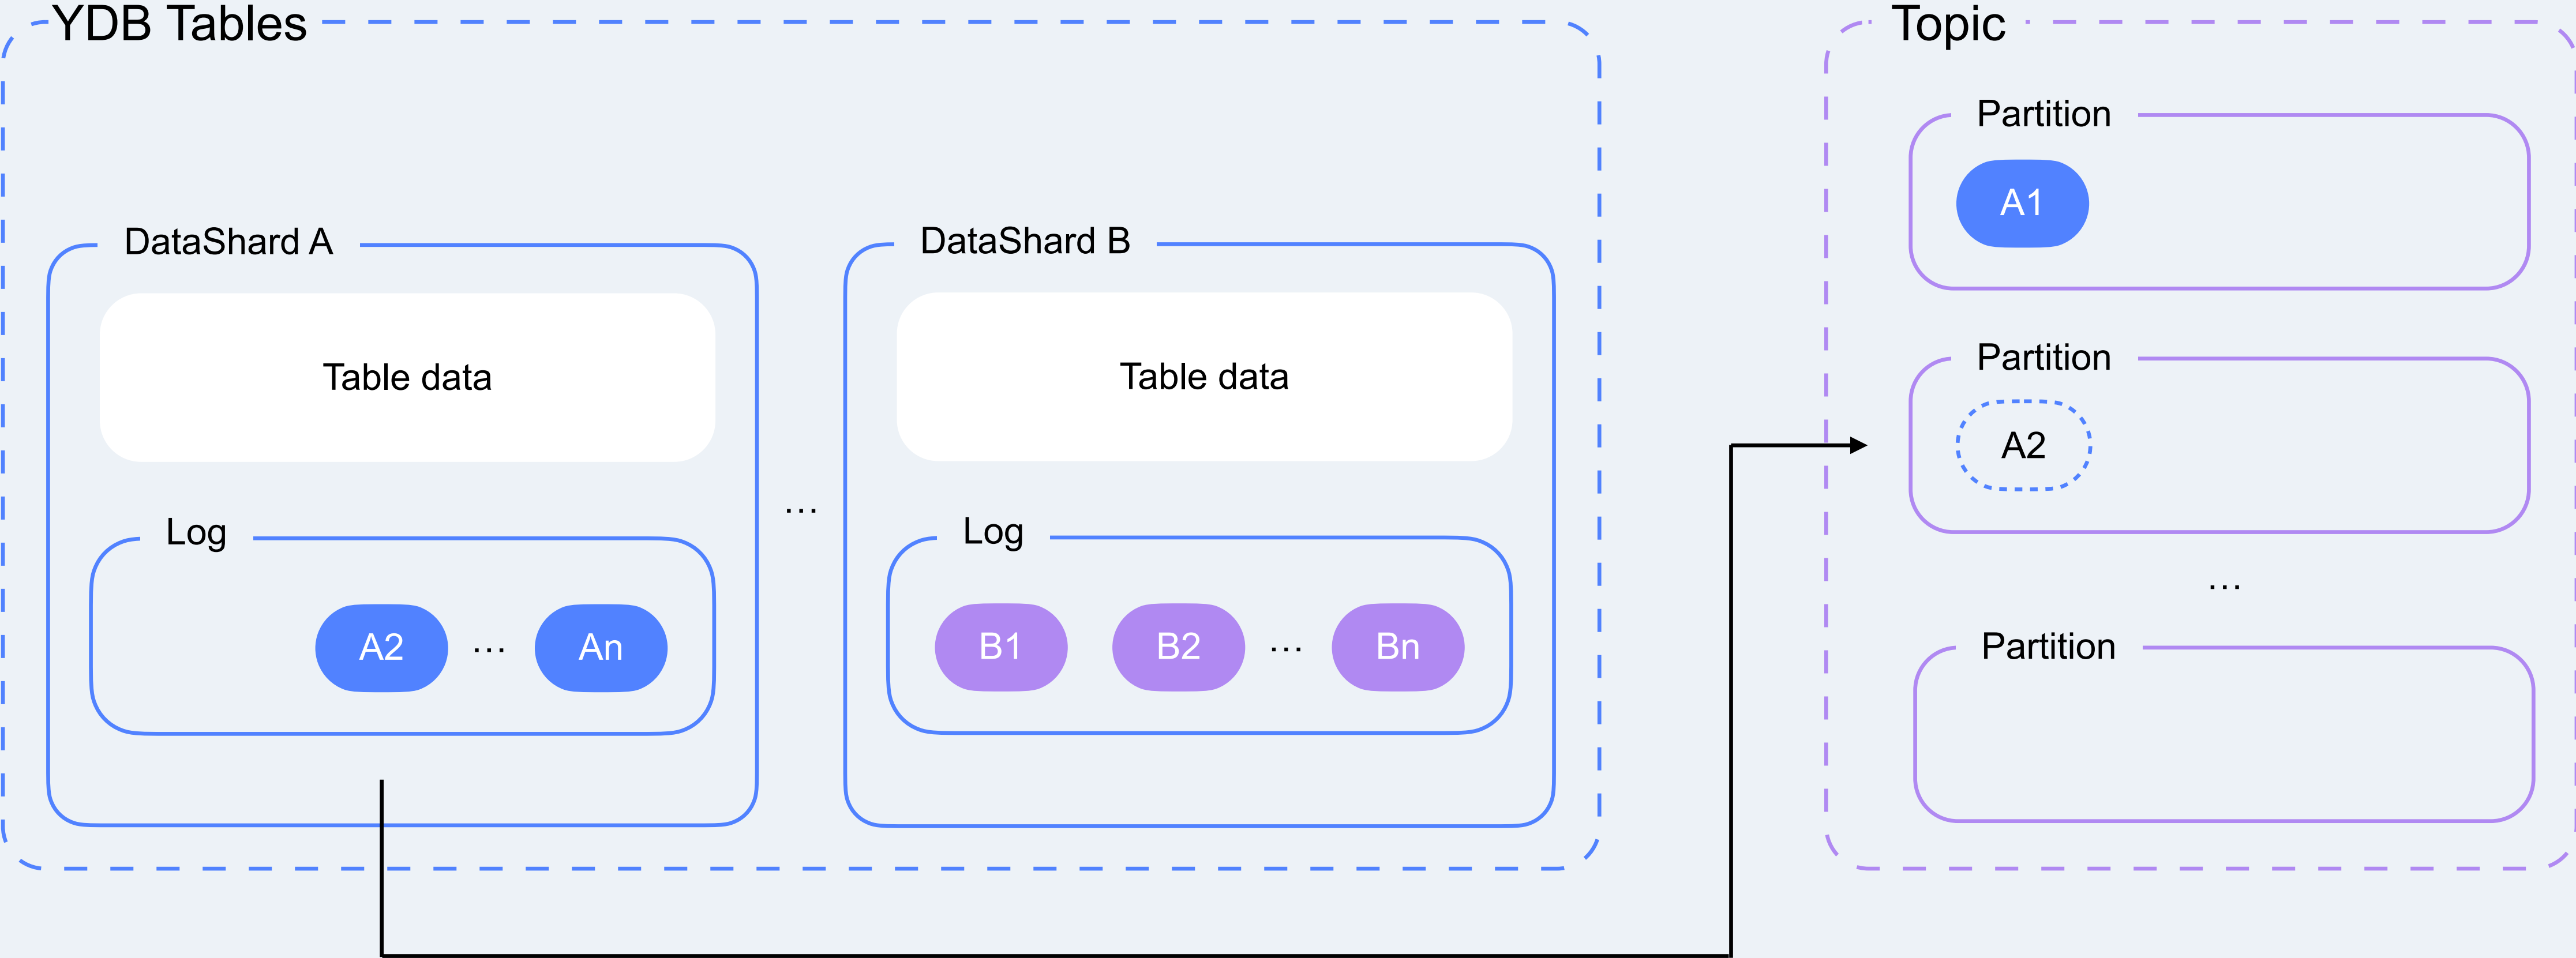 YDB Tables
DataShard A
Table data
Log
A2 ... An
...
DataShard B
Table data
Log
B1 B2 ... Bn
Topic
Partition
A1
Partition
A2
...
Partition